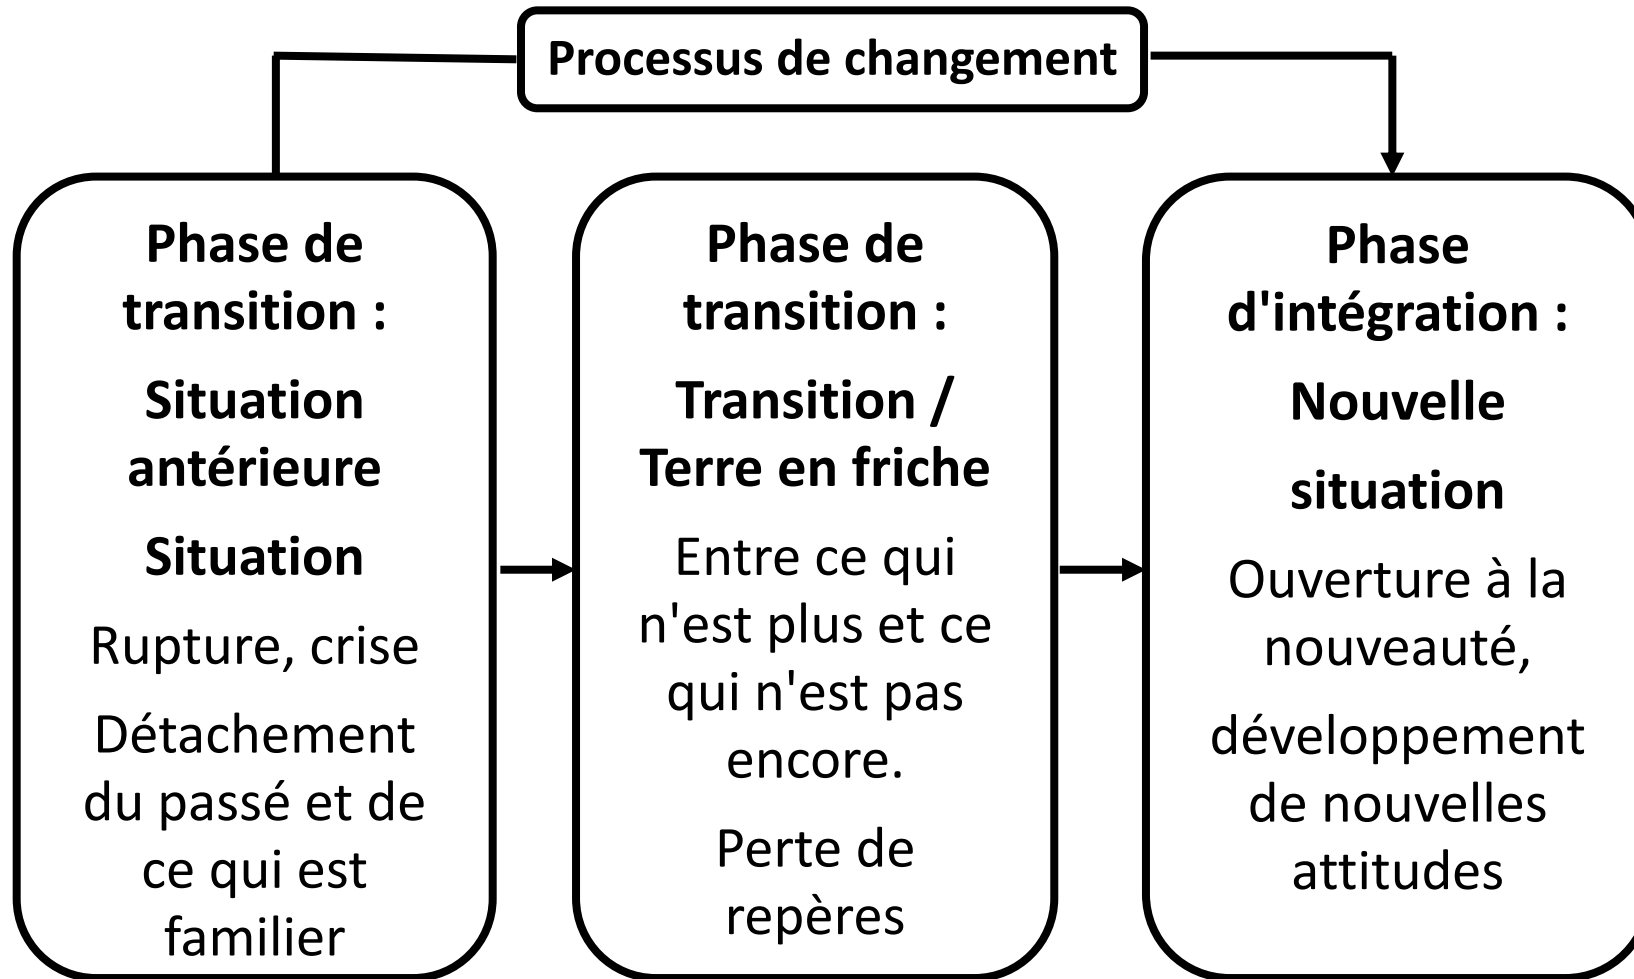 Processus de changement
Phase de
transition :
Situation
antérieure
Situation
Rupture, crise
Détachement
du passé et de
ce qui est
familier
Phase de
transition :
Transition /
Terre en friche
Entre ce qui
n'est plus et ce
qui n'est pas
encore.
Perte de
repères
Phase
d'intégration :
Nouvelle
situation
Ouverture à la
nouveauté,
développement
de nouvelles
attitudes